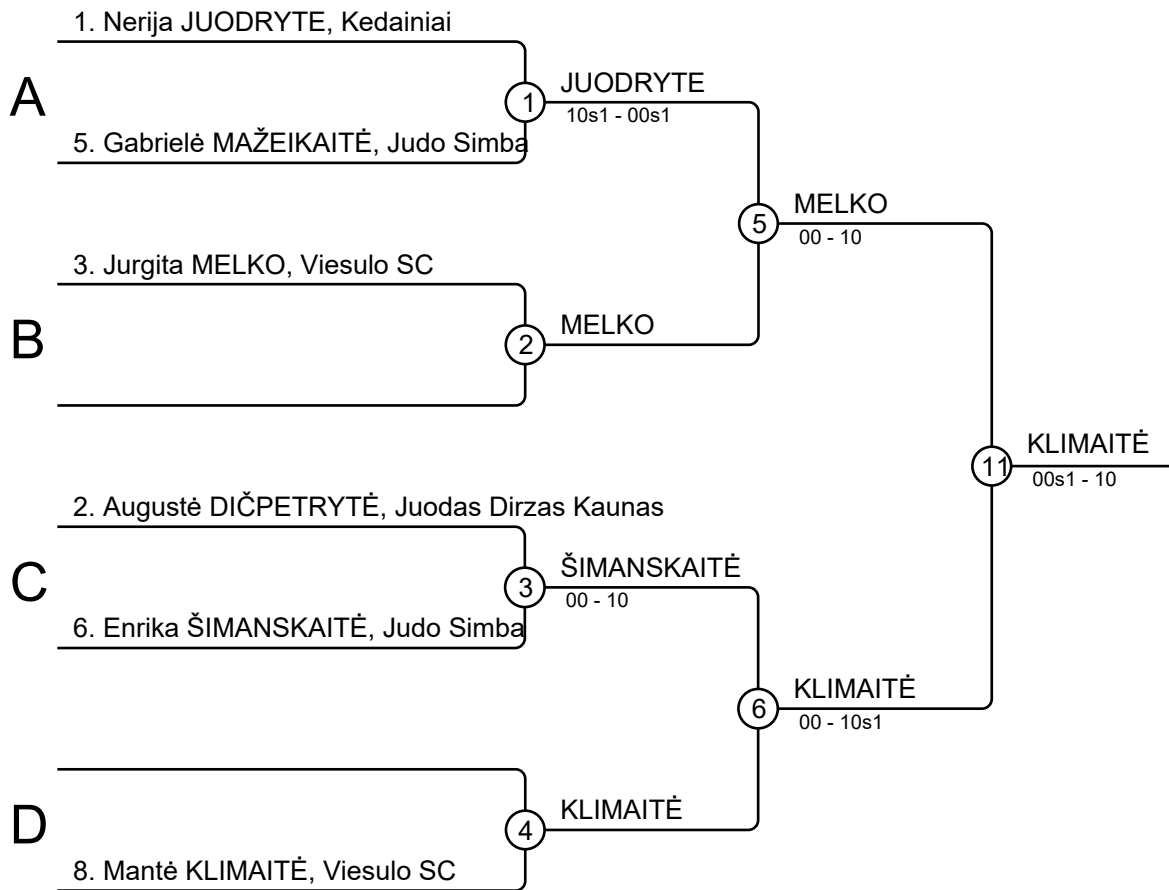 1. Nerija JUODRYTE, Kedainiai
A
1
JUODRYTE
10s1 - 00s1
5. Gabrielė MAŽEIKAITĖ, Judo Simba
5
MELKO
00 - 10
3. Jurgita MELKO, Viesulo SC
B
2
MELKO
11
KLIMAITĖ
00s1 - 10
2. Augustė DIČPETRYTĖ, Juodas Dirzas Kaunas
C
3
ŠIMANSKAITĖ
00 - 10
6. Enrika ŠIMANSKAITĖ, Judo Simba
6
KLIMAITĖ
00 - 10s1
D
4
KLIMAITĖ
8. Mantė KLIMAITĖ, Viesulo SC